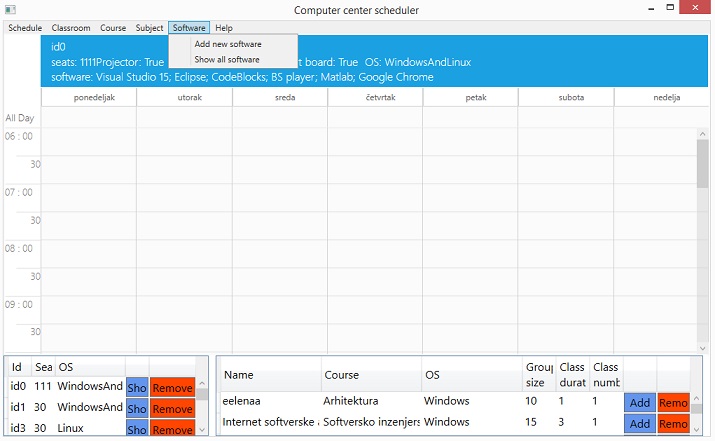 Computer center scheduler
Schedule Classroom Course Subject Software Help
Add new software
Show all software
id0
seats: 1111Projector: True t board: True OS: WindowsAndLinux
software: Visual Studio 15; Eclipse; CodeBlocks; BS player; Matlab; Google Chrome
ponedeljak utorak sreda četvrtak petak subota nedelja
All Day
06 : 00
30
07 : 00
30
08 : 00
30
09 : 00
30
Id Sea OS
id0 111 WindowsAnd Sho Remove
id1 30 WindowsAnd Sho Remove
id3 30 Linux Sho Remove
Name Course OS Group size Class durat Class numb
eelenaa Arhitektura Windows 10 1 1 Add Remo
Internet softverske a Softversko inzenjers Windows 15 3 1 Add Remo